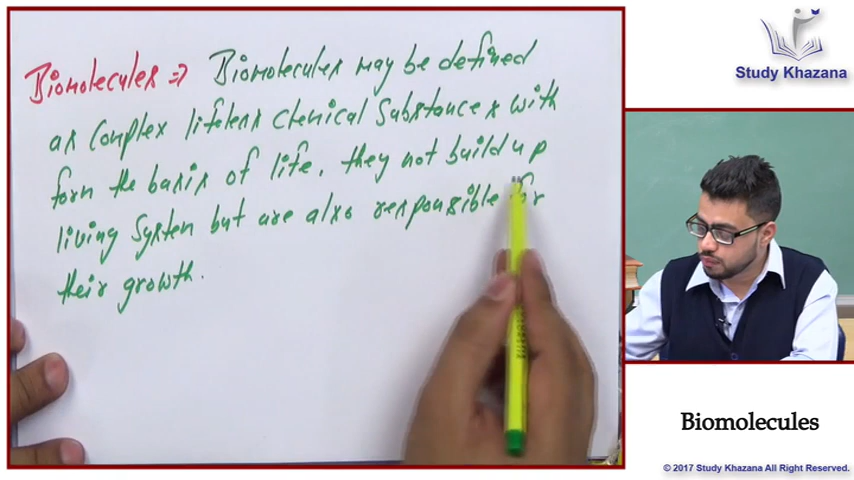 Biomolecules ⇒ Biomolecules may be defined
as complex lifeless chemical Substances with
form the basis of life. they not build up
living System but are also responsible for
their growth.
Study Khazana
Biomolecules
© 2017 Study Khazana All Right Reserved.